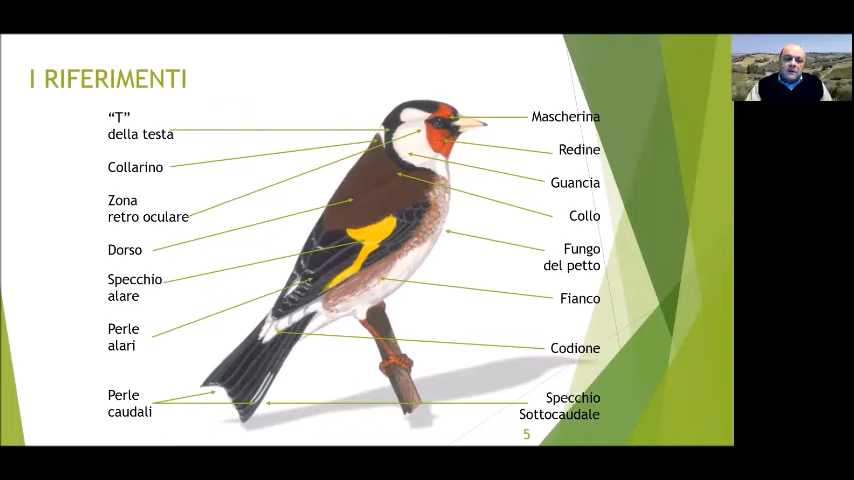 I RIFERIMENTI
“T”
della testa
Collarino
Zona
retro oculare
Dorso
Specchio
alare
Perle
alari
Perle
caudali
Mascherina
Redine
Guancia
Collo
Fungo
del petto
Fianco
Codione
Specchio
Sottocaudale
5